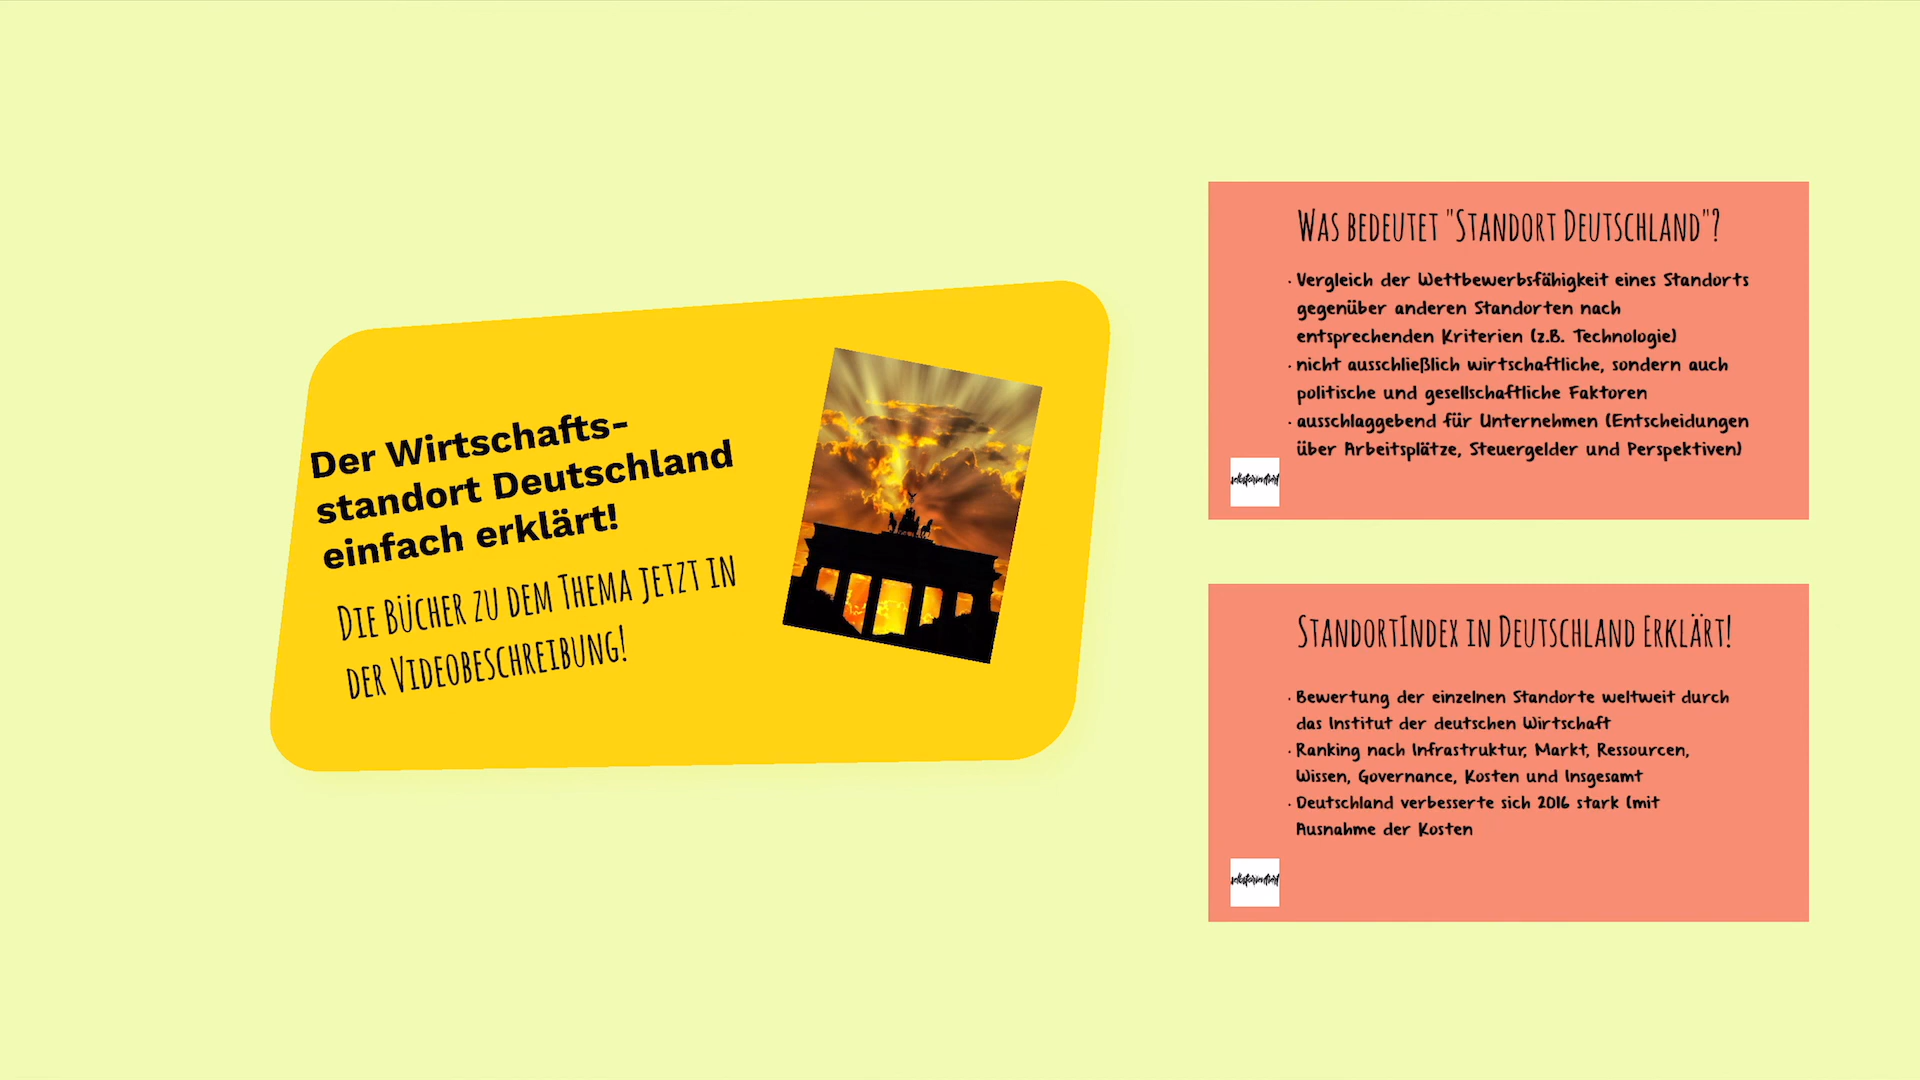 Der Wirtschafts-
standort Deutschland
einfach erklärt!
Die Bücher zu dem Thema jetzt in
der Videobeschreibung!
Was bedeutet "Standort Deutschland"?
· Vergleich der Wettbewerbsfähigkeit eines Standorts
gegenüber anderen Standorten nach
entsprechenden Kriterien (z.B. Technologie)
· nicht ausschließlich wirtschaftliche, sondern auch
politische und gesellschaftliche Faktoren
· ausschlaggebend für Unternehmen (Entscheidungen
über Arbeitsplätze, Steuergelder und Perspektiven)
selbstorientiert
StandortIndex in Deutschland Erklärt!
· Bewertung der einzelnen Standorte weltweit durch
das Institut der deutschen Wirtschaft
· Ranking nach Infrastruktur, Markt, Ressourcen,
Wissen, Governance, Kosten und Insgesamt
· Deutschland verbesserte sich 2016 stark (mit
Ausnahme der Kosten
selbstorientiert